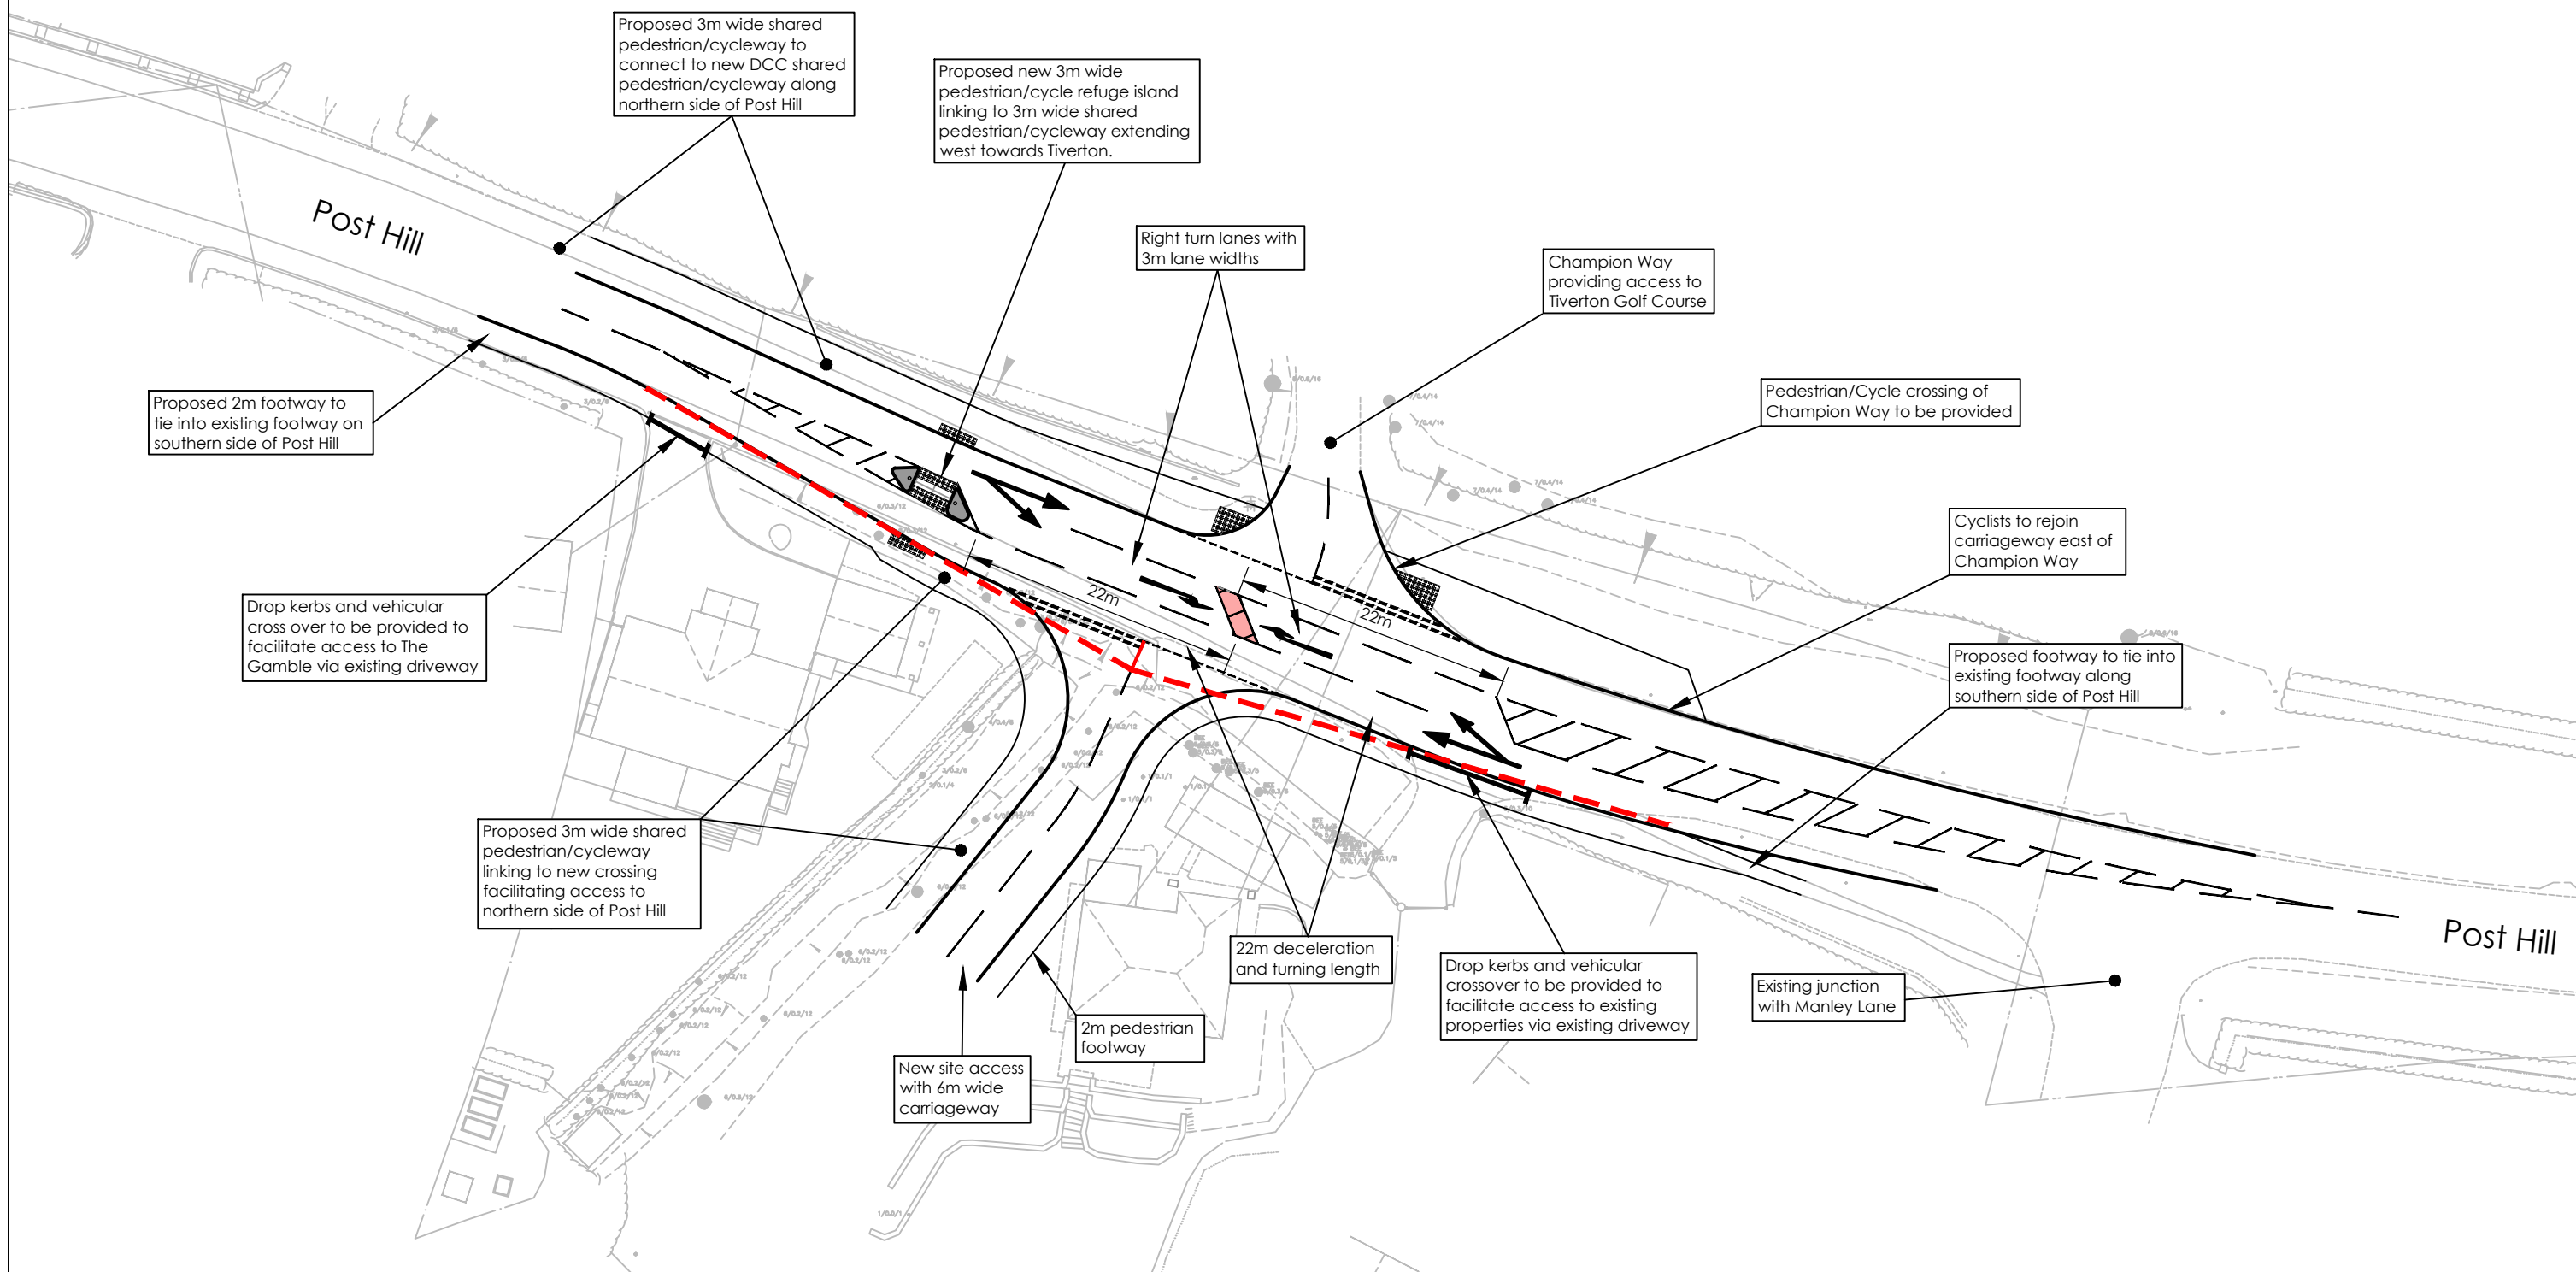 Proposed 3m wide shared
pedestrian/cycleway to
connect to new DCC shared
pedestrian/cycleway along
northern side of Post Hill
Proposed new 3m wide
pedestrian/cycle refuge island
linking to 3m wide shared
pedestrian/cycleway extending
west towards Tiverton.
Post Hill
Right turn lanes with
3m lane widths
Champion Way
providing access to
Tiverton Golf Course
Proposed 2m footway to
tie into existing footway on
southern side of Post Hill
Pedestrian/Cycle crossing of
Champion Way to be provided
Cyclists to rejoin
carriageway east of
Champion Way
Drop kerbs and vehicular
cross over to be provided to
facilitate access to The
Gamble via existing driveway
22m
22m
Proposed footway to tie into
existing footway along
southern side of Post Hill
Proposed 3m wide shared
pedestrian/cycleway
linking to new crossing
facilitating access to
northern side of Post Hill
22m deceleration
and turning length
Drop kerbs and vehicular
crossover to be provided to
facilitate access to existing
properties via existing driveway
Existing junction
with Manley Lane
Post Hill
2m pedestrian
footway
New site access
with 6m wide
carriageway